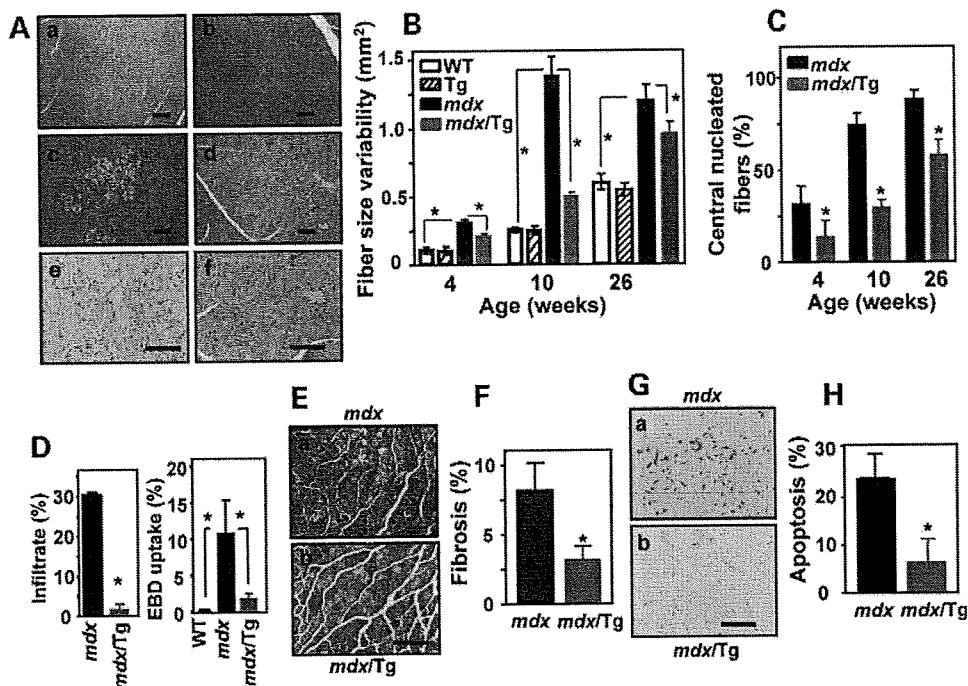 A
a
b
c
d
e
f
B
Fiber size variability (mm²)
1.5
1.0
0.5
0
WT
Tg
mdx
mdx/Tg
* * * * * *
4 10 26
Age (weeks)
C
Central nucleated
fibers (%)
100
50
0
mdx
mdx/Tg
* * *
4 10 26
Age (weeks)
D
Infiltrate (%)
30
20
10
0
*
mdx
mdx/Tg
EBD uptake (%)
20
15
10
5
0
* *
WT
mdx
mdx/Tg
E
mdx
a
b
mdx/Tg
F
Fibrosis (%)
10
5
0
*
mdx mdx/Tg
G
mdx
a
b
mdx/Tg
H
Apoptosis (%)
30
20
10
0
*
mdx mdx/Tg